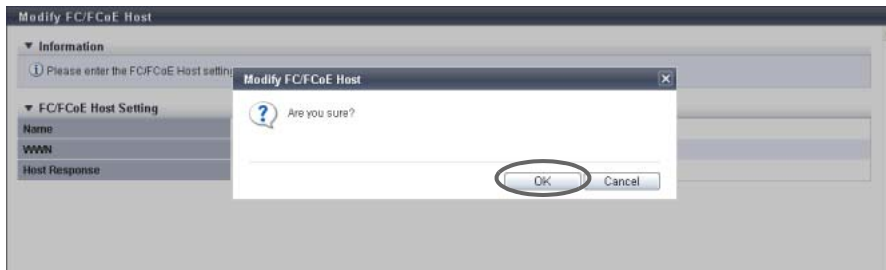 Modify FC/FCoE Host
Information
Please enter the FC/FCoE Host setting
Modify FC/FCoE Host
Are you sure?
FC/FCoE Host Setting
Name
WWN
Host Response
OK
Cancel